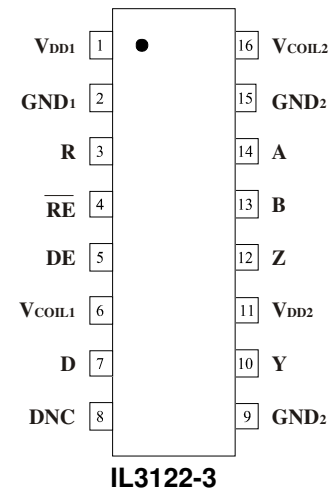 VDD1 1 16 VCOIL2
GND1 2 15 GND2
R 3 14 A
RE 4 13 B
DE 5 12 Z
VCOIL1 6 11 VDD2
D 7 10 Y
DNC 8 9 GND2
IL3122-3